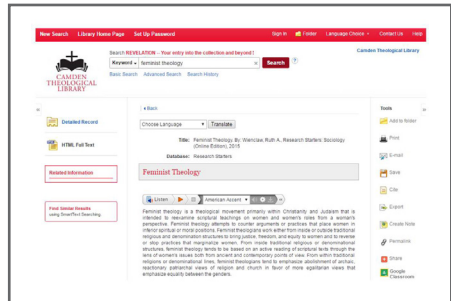 New Search Library Home Page Set Up Password Sign In Folder Language Choice Contact Us Help
Search REVELATION -- Your entry into the collection and beyond! Camden Theological Library
Keyword feminist theology × Search ?
Basic Search Advanced Search Search History
CAMDEN
THEOLOGICAL
LIBRARY
« Back Tools »
Detailed Record
Choose Language Translate
Add to folder
HTML Full Text
Title: Feminist Theology. By: Wienclaw, Ruth A., Research Starters: Sociology
(Online Edition), 2015
Print
Database: Research Starters
E-mail
Related Information
Feminist Theology
Save
Cite
Listen American Accent
Export
Find Similar Results
using SmartText Searching.
Create Note
Permalink
Share
Google
Classroom
Feminist theology is a theological movement primarily within Christianity and Judaism that is
intended to reexamine scriptural teachings on women and women's roles from a woman's
perspective. Feminist theology attempts to counter arguments or practices that place women in
inferior spiritual or moral positions. Feminist theologians work either from inside or outside traditional
religious and denomination structures to bring justice, freedom, and equity to women and to reverse
or stop practices that marginalize women. From inside traditional religious or denominational
structures, feminist theology tends to be based on an active reading of scriptural texts through the
lens of women's issues both from ancient and contemporary points of view. From within traditional
religions or denominational lines, feminist theologians tend to emphasize abolishment of archaic,
reactionary patriarchal views of religion and church in favor of more egalitarian views that
emphasize equality between the genders.